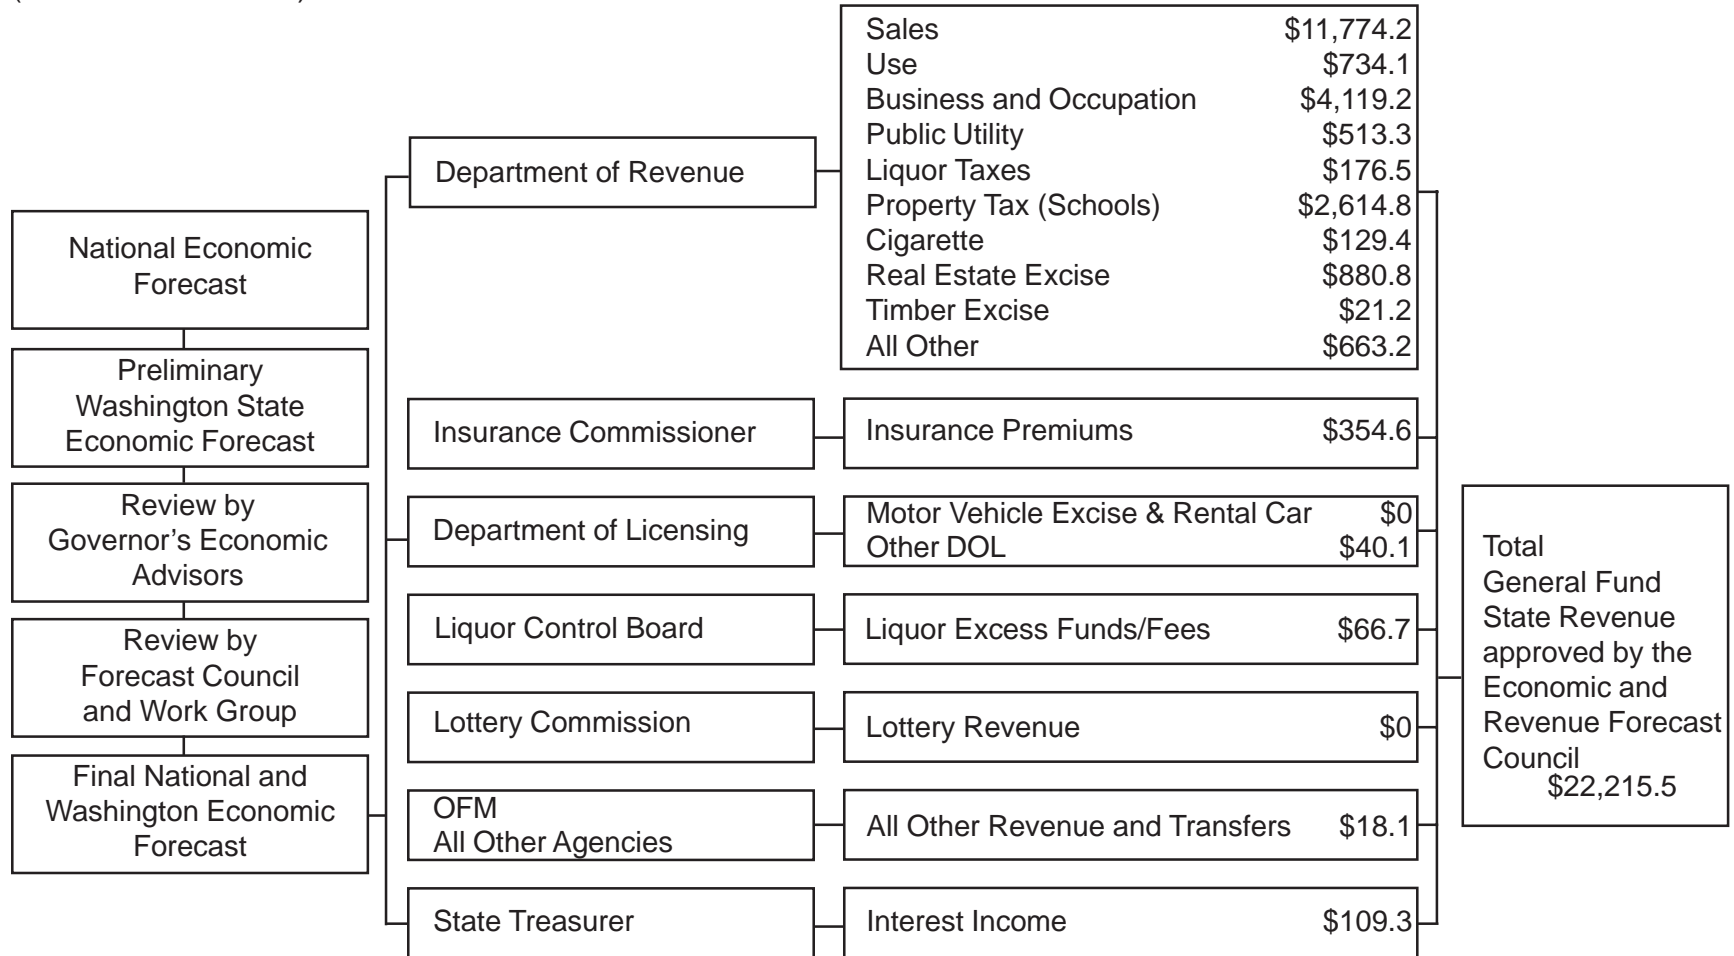 National Economic
Forecast
Preliminary
Washington State
Economic Forecast
Review by
Governor’s Economic
Advisors
Review by
Forecast Council
and Work Group
Final National and
Washington Economic
Forecast
Department of Revenue
Sales $11,774.2
Use $734.1
Business and Occupation $4,119.2
Public Utility $513.3
Liquor Taxes $176.5
Property Tax (Schools) $2,614.8
Cigarette $129.4
Real Estate Excise $880.8
Timber Excise $21.2
All Other $663.2
Insurance Commissioner
Insurance Premiums $354.6
Department of Licensing
Motor Vehicle Excise & Rental Car $0
Other DOL $40.1
Liquor Control Board
Liquor Excess Funds/Fees $66.7
Lottery Commission
Lottery Revenue $0
OFM
All Other Agencies
All Other Revenue and Transfers $18.1
State Treasurer
Interest Income $109.3
Total
General Fund
State Revenue
approved by the
Economic and
Revenue Forecast
Council
$22,215.5